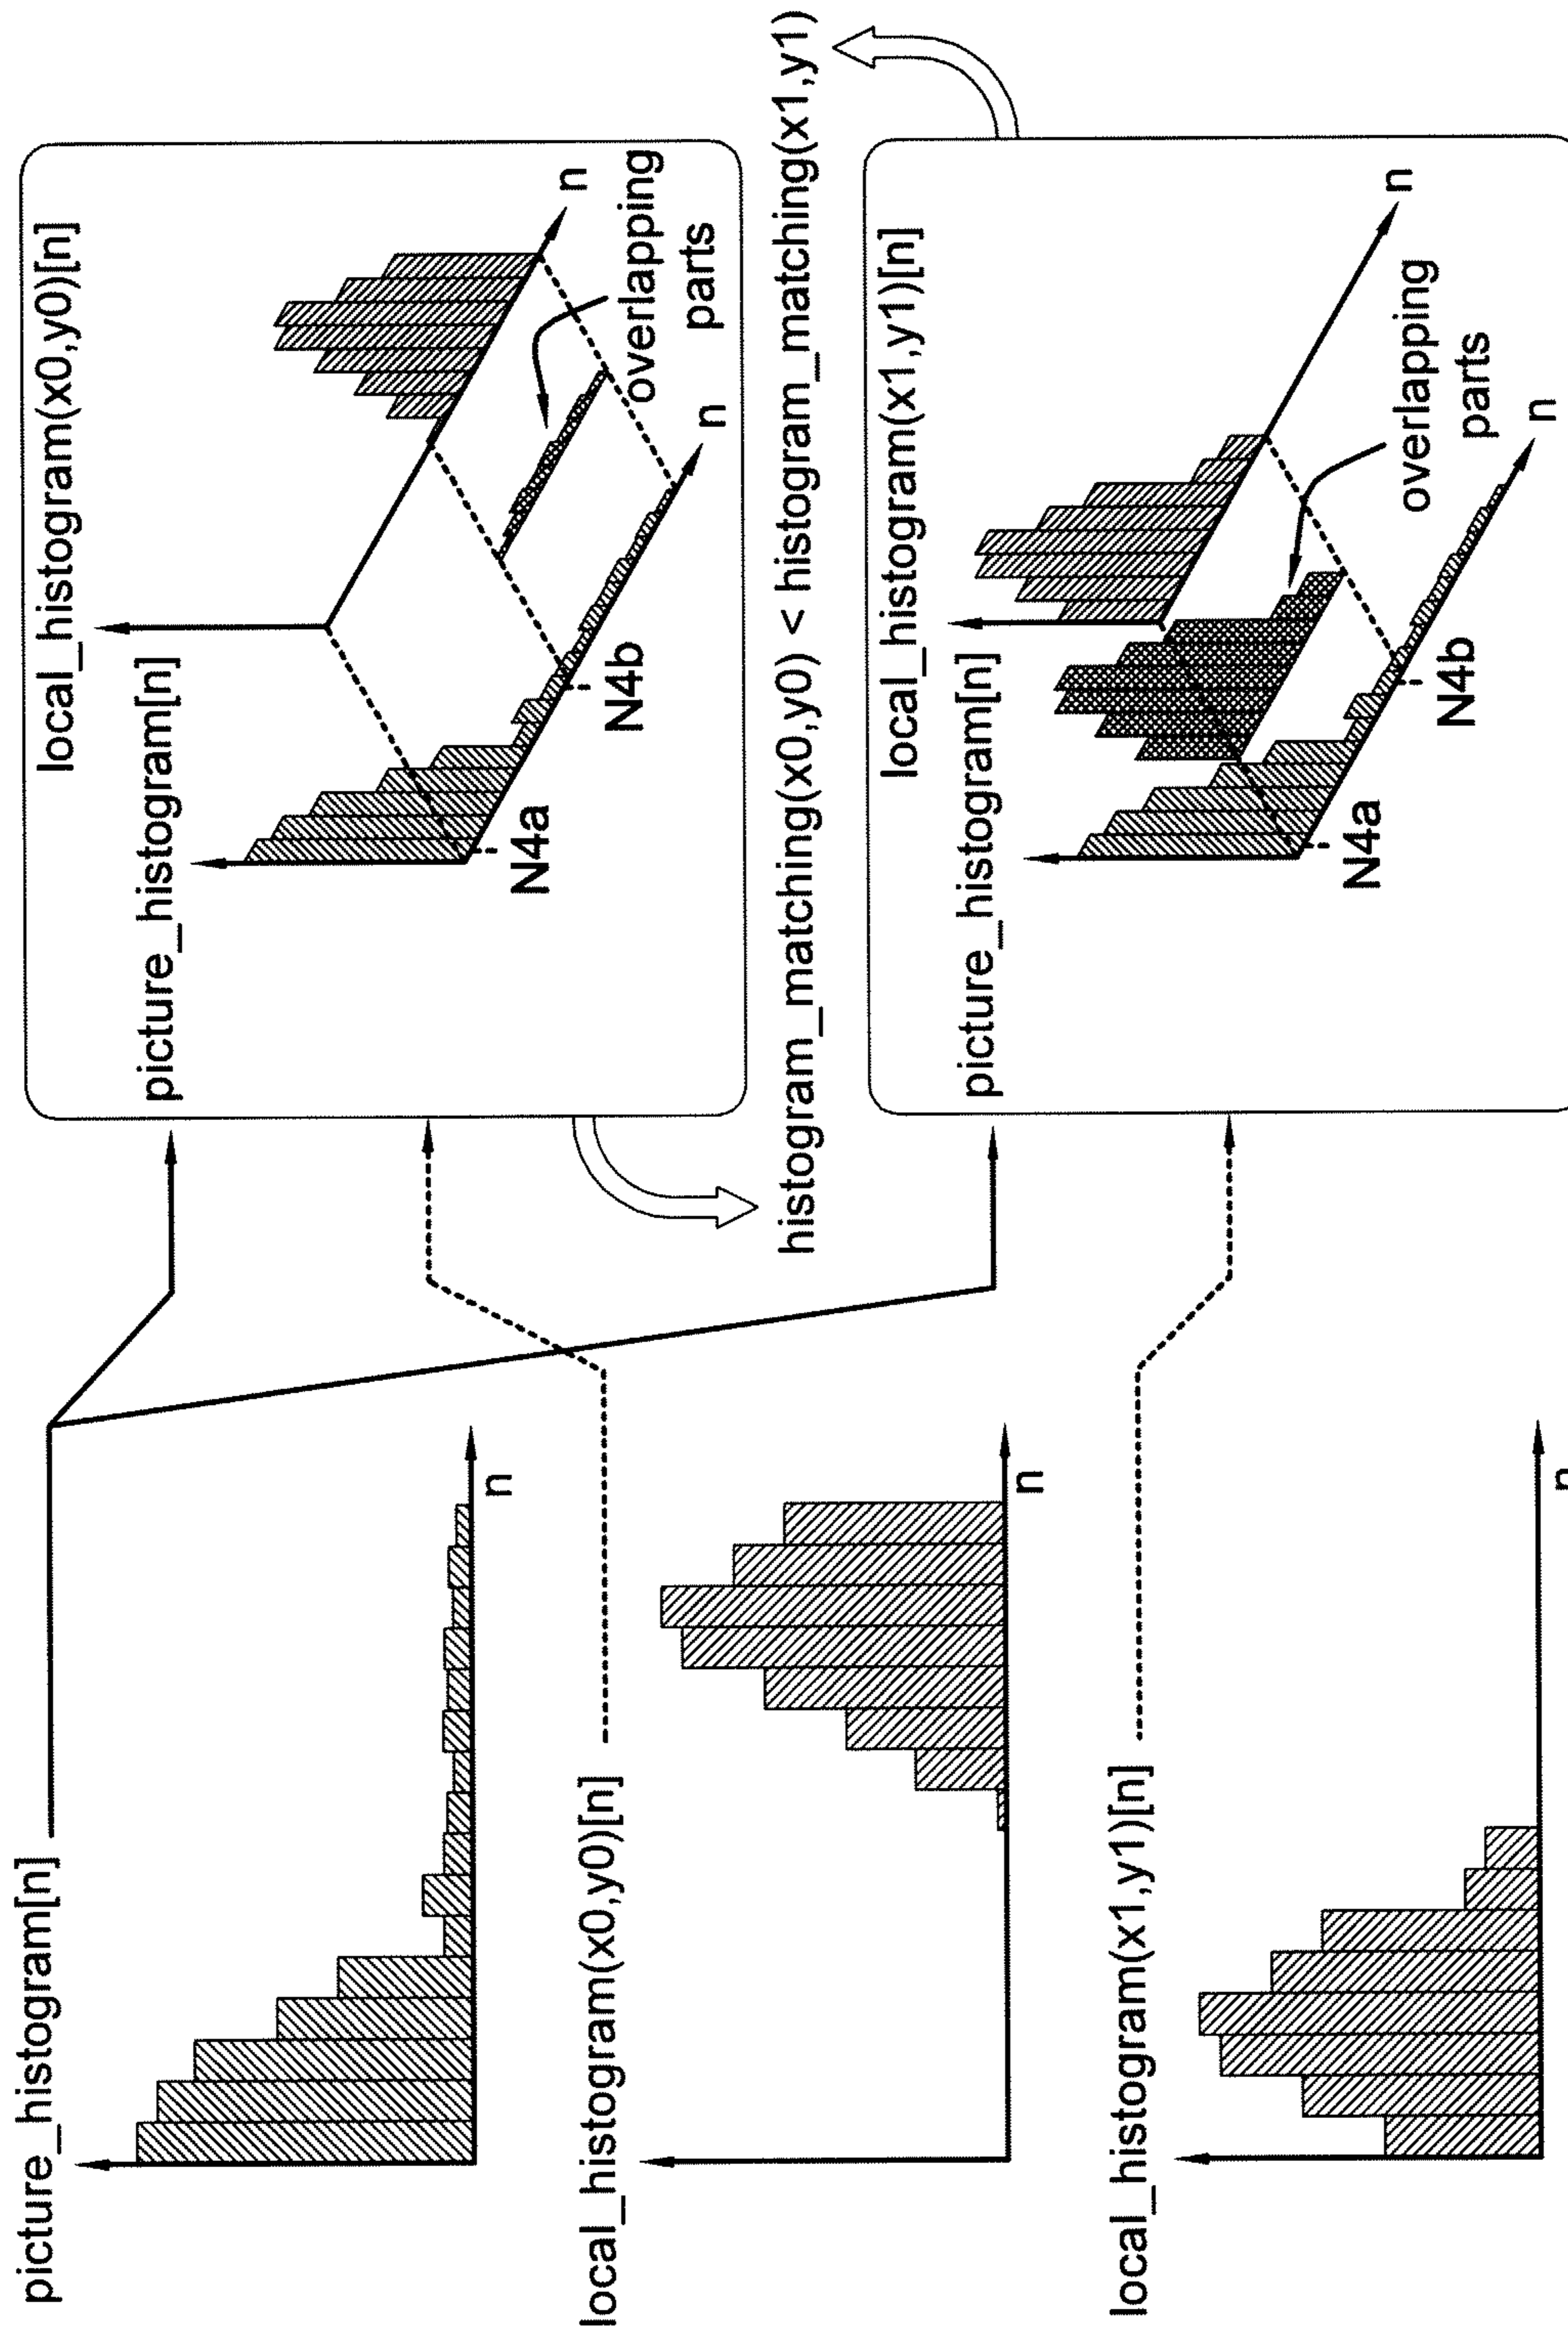 picture_histogram[n]
n
local_histogram(x0,y0)[n]
n
local_histogram(x1,y1)[n]
n
local_histogram(x0,y0)[n]
picture_histogram[n]
n
overlapping
parts
n
N4a
N4b
histogram_matching(x0,y0) < histogram_matching(x1,y1)
local_histogram(x1,y1)[n]
picture_histogram[n]
n
overlapping
parts
n
N4a
N4b